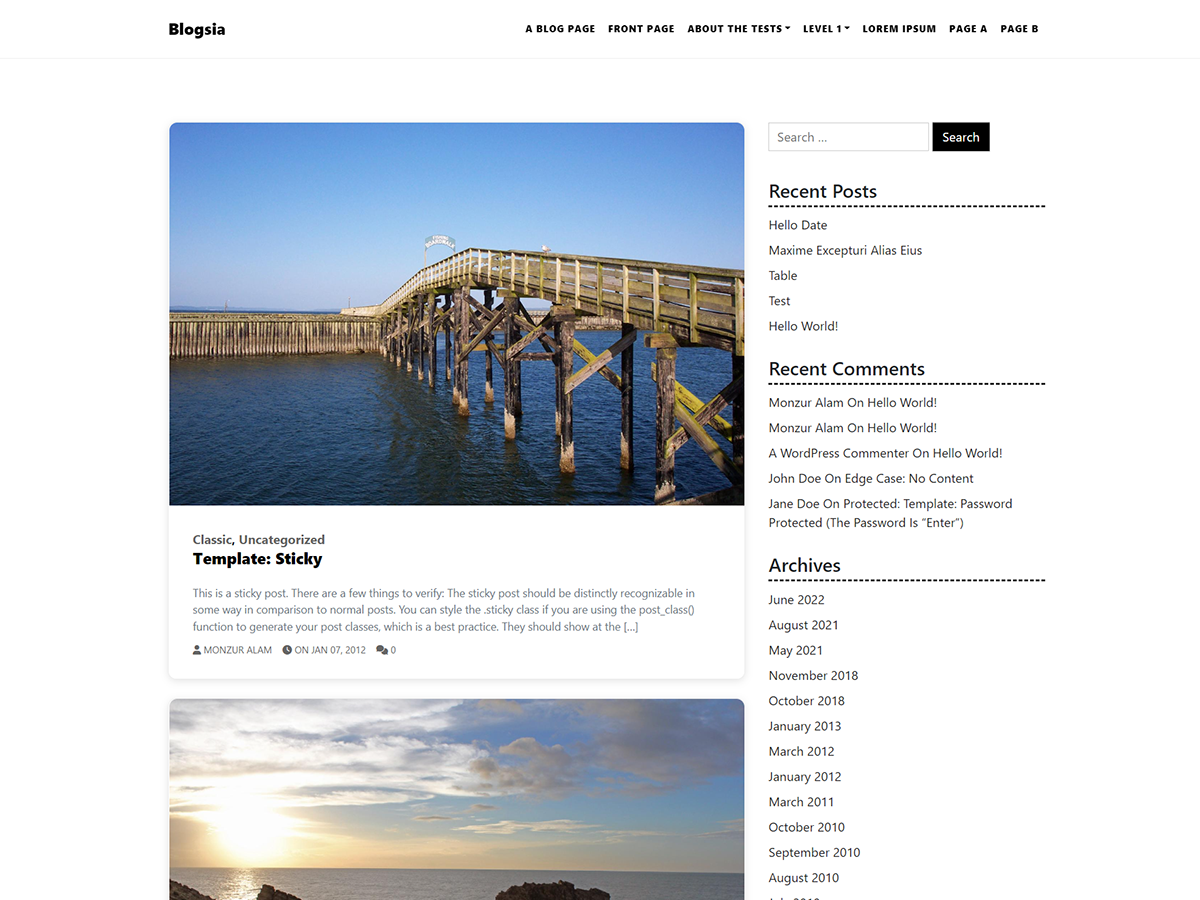 Blogsia
A BLOG PAGE FRONT PAGE ABOUT THE TESTS LEVEL 1 LOREM IPSUM PAGE A PAGE B
Classic, Uncategorized
Template: Sticky
This is a sticky post. There are a few things to verify: The sticky post should be distinctly recognizable in
some way in comparison to normal posts. You can style the .sticky class if you are using the post_class()
function to generate your post classes, which is a best practice. They should show at the [...]
MONZUR ALAM ON JAN 07, 2012 0
Search ... Search
Recent Posts
Hello Date
Maxime Excepturi Alias Eius
Table
Test
Hello World!
Recent Comments
Monzur Alam On Hello World!
Monzur Alam On Hello World!
A WordPress Commenter On Hello World!
John Doe On Edge Case: No Content
Jane Doe On Protected: Template: Password
Protected (The Password Is “Enter”)
Archives
June 2022
August 2021
May 2021
November 2018
October 2018
January 2013
March 2012
January 2012
March 2011
October 2010
September 2010
August 2010